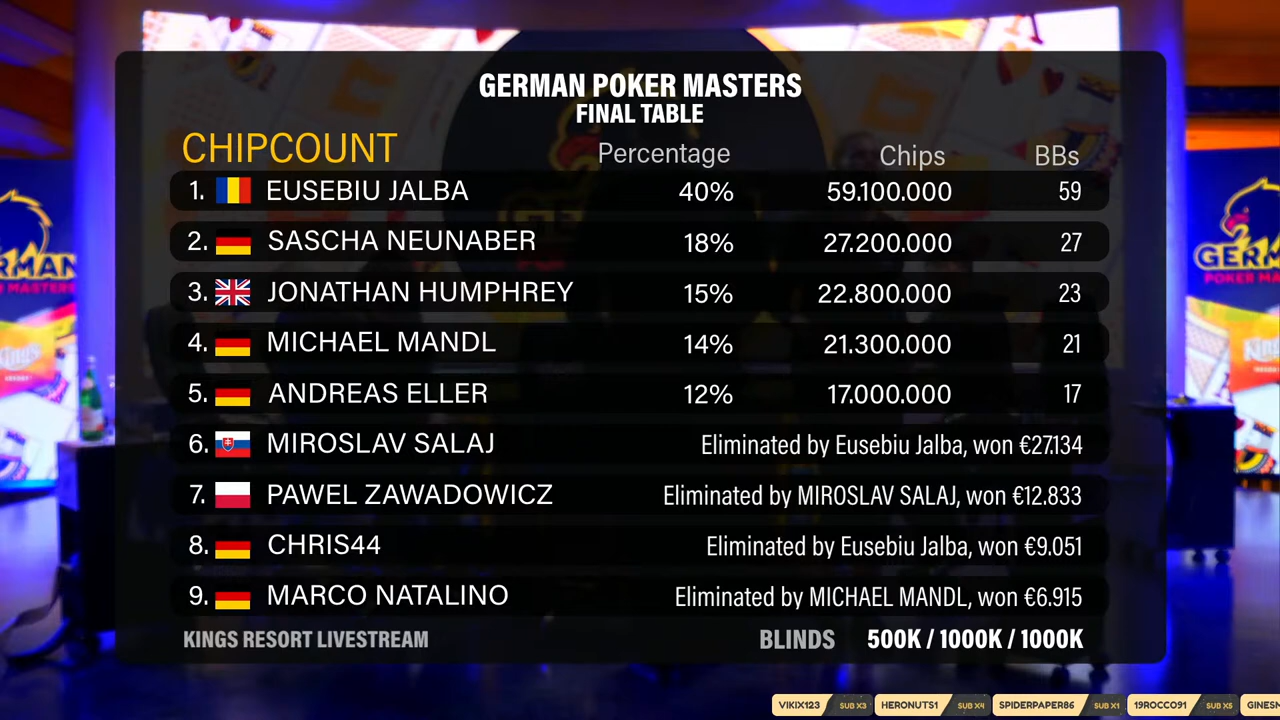 GERMAN POKER MASTERS
FINAL TABLE
CHIPCOUNT Percentage Chips BBs
1. EUSEBIU JALBA 40% 59.100.000 59
2. SASCHA NEUNABER 18% 27.200.000 27
3. JONATHAN HUMPHREY 15% 22.800.000 23
4. MICHAEL MANDL 14% 21.300.000 21
5. ANDREAS ELLER 12% 17.000.000 17
6. MIROSLAV SALAJ Eliminated by Eusebiu Jalba, won €27.134
7. PAWEL ZAWADOWICZ Eliminated by MIROSLAV SALAJ, won €12.833
8. CHRIS44 Eliminated by Eusebiu Jalba, won €9.051
9. MARCO NATALINO Eliminated by MICHAEL MANDL, won €6.915
KINGS RESORT LIVESTREAM BLINDS 500K / 1000K / 1000K
VIKIX123 SUB X3 HERONUTS1 SUB X4 SPIDERPAPER86 SUB X1 19ROCCO91 SUB X5